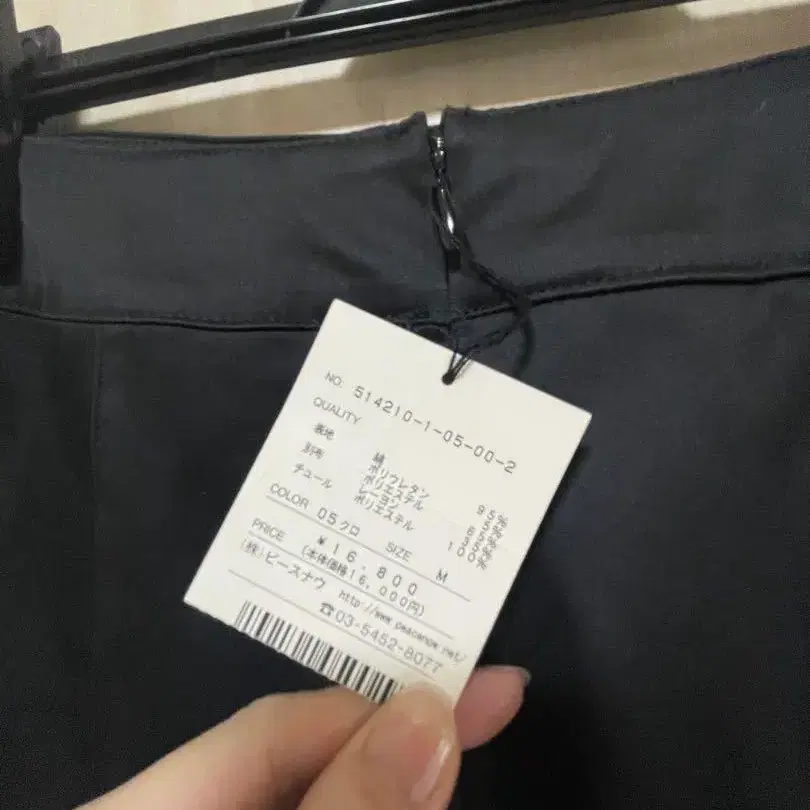 NO: 514210-1-05-00-2
QUALITY
表地 綿 95%
ポリウレタン 5%
別布 ポリエステル 65%
レーヨン 35%
チュール ポリエステル 100%
COLOR 05クロ SIZE M
PRICE ¥16,800
(本体価格16,000円)
(株)ピースナウ http://www.peacenow.net/
☎03-5452-8077